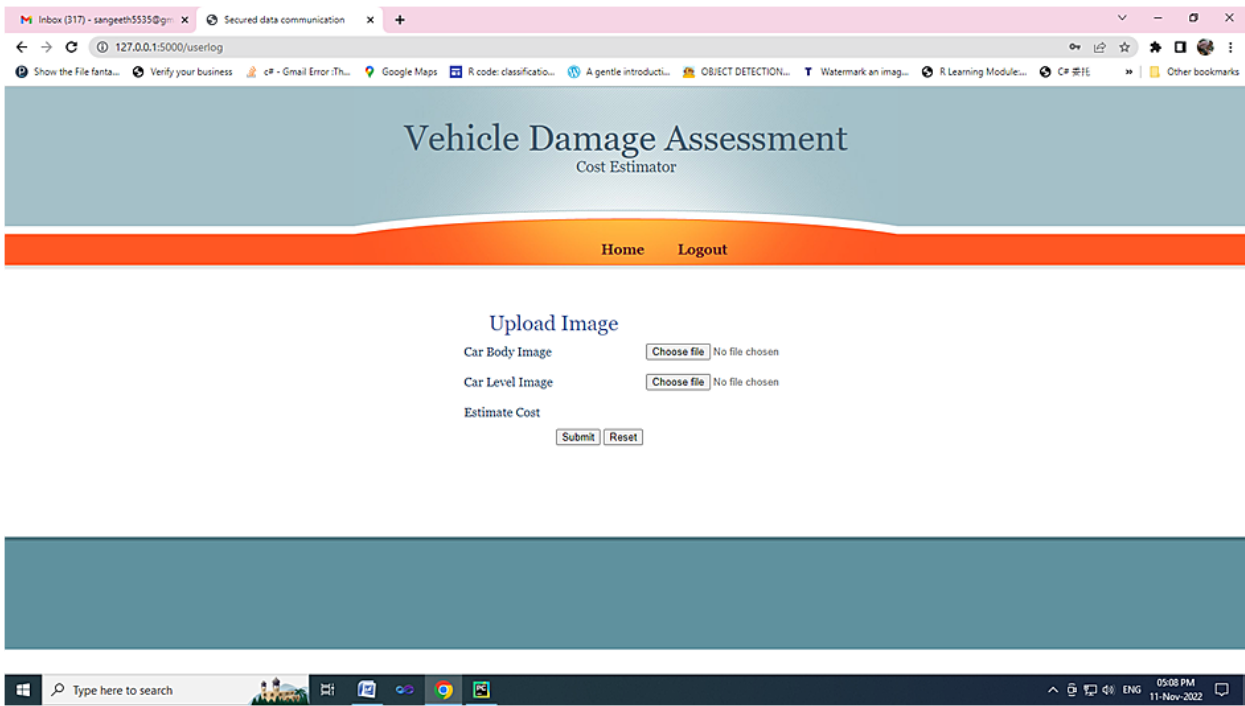 Inbox (317) - sangeeth5535@gm
Secured data communication
127.0.0.1:5000/userlog
Show the File fanta... Verify your business c# - Gmail Error :Th... Google Maps R code: classificatio... A gentle introducti... OBJECT DETECTION... Watermark an imag... R Learning Module:... C# 委托 » Other bookmarks
Vehicle Damage Assessment
Cost Estimator
Home Logout
Upload Image
Car Body Image Choose file No file chosen
Car Level Image Choose file No file chosen
Estimate Cost
Submit Reset
Type here to search
ENG 05:08 PM
11-Nov-2022